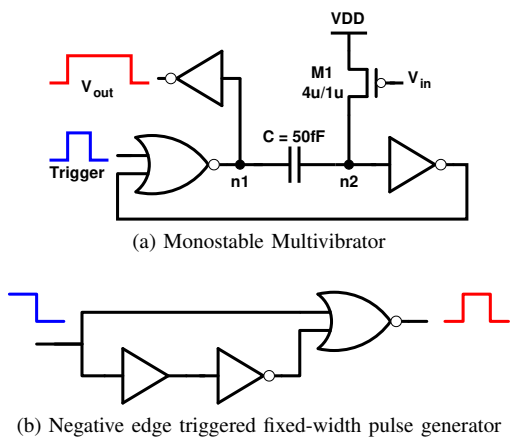 VDD
M1
4u/1u
V_in
V_out
C = 50fF
Trigger
n1
n2
(a) Monostable Multivibrator
(b) Negative edge triggered fixed-width pulse generator